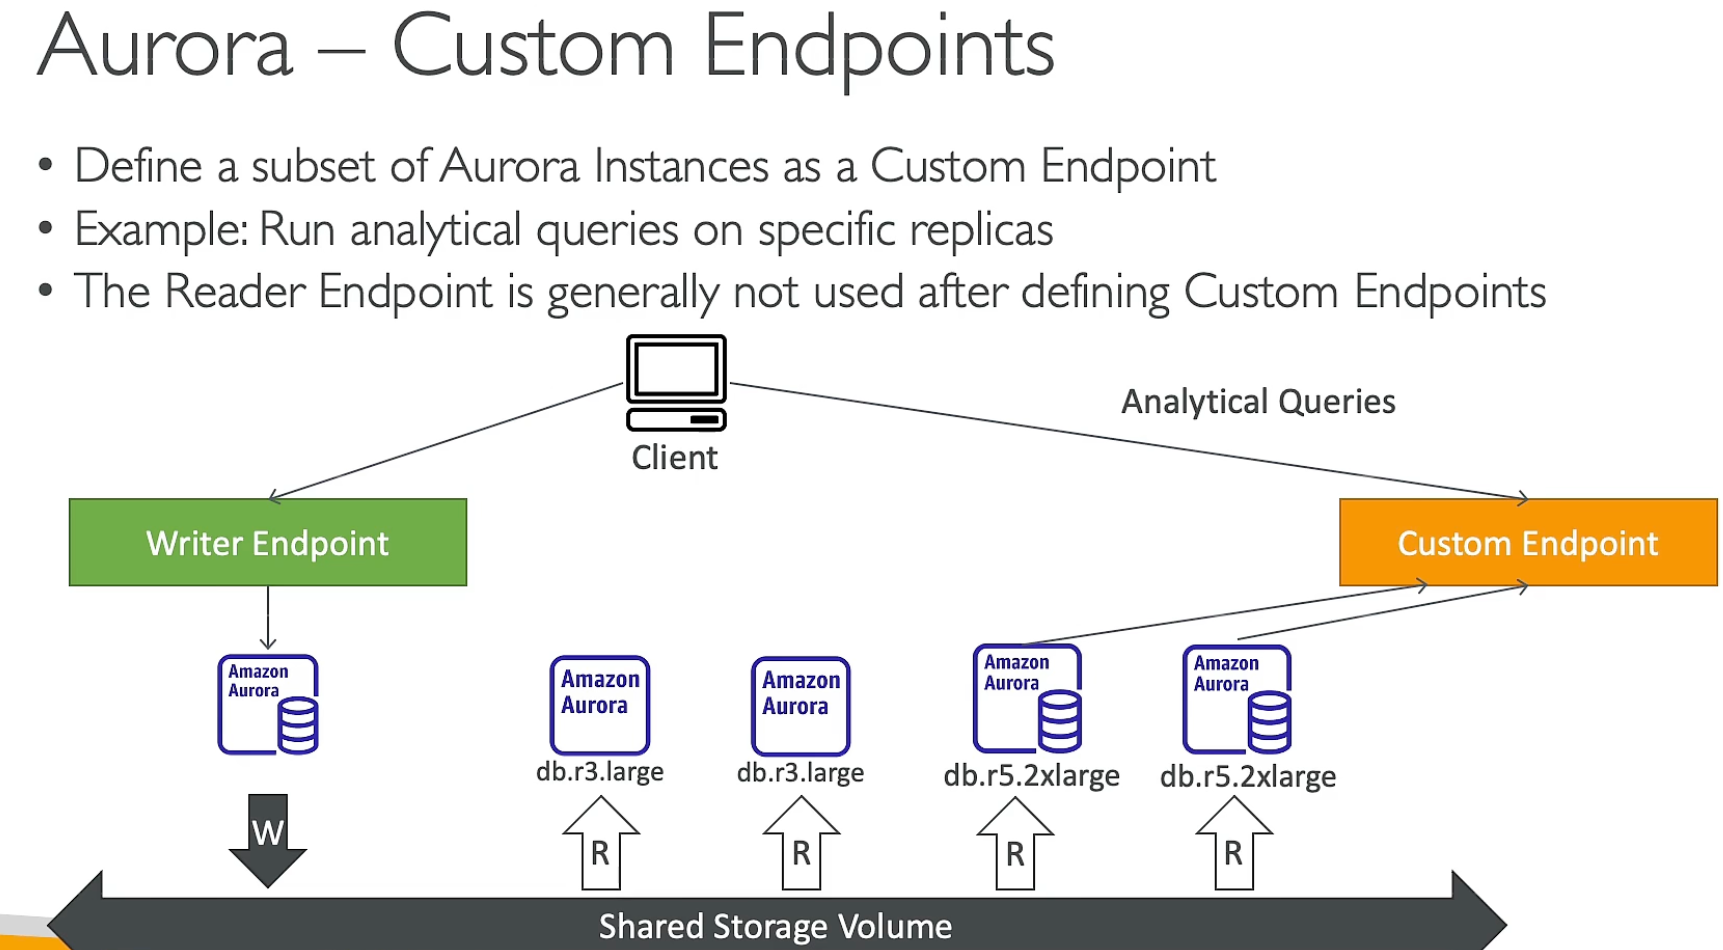 Aurora – Custom Endpoints
• Define a subset of Aurora Instances as a Custom Endpoint
• Example: Run analytical queries on specific replicas
• The Reader Endpoint is generally not used after defining Custom Endpoints
Analytical Queries
Client
Writer Endpoint
Custom Endpoint
Amazon
Aurora
Amazon
Aurora
Amazon
Aurora
Amazon
Aurora
Amazon
Aurora
db.r3.large
db.r3.large
db.r5.2xlarge
db.r5.2xlarge
W
R
R
R
R
Shared Storage Volume